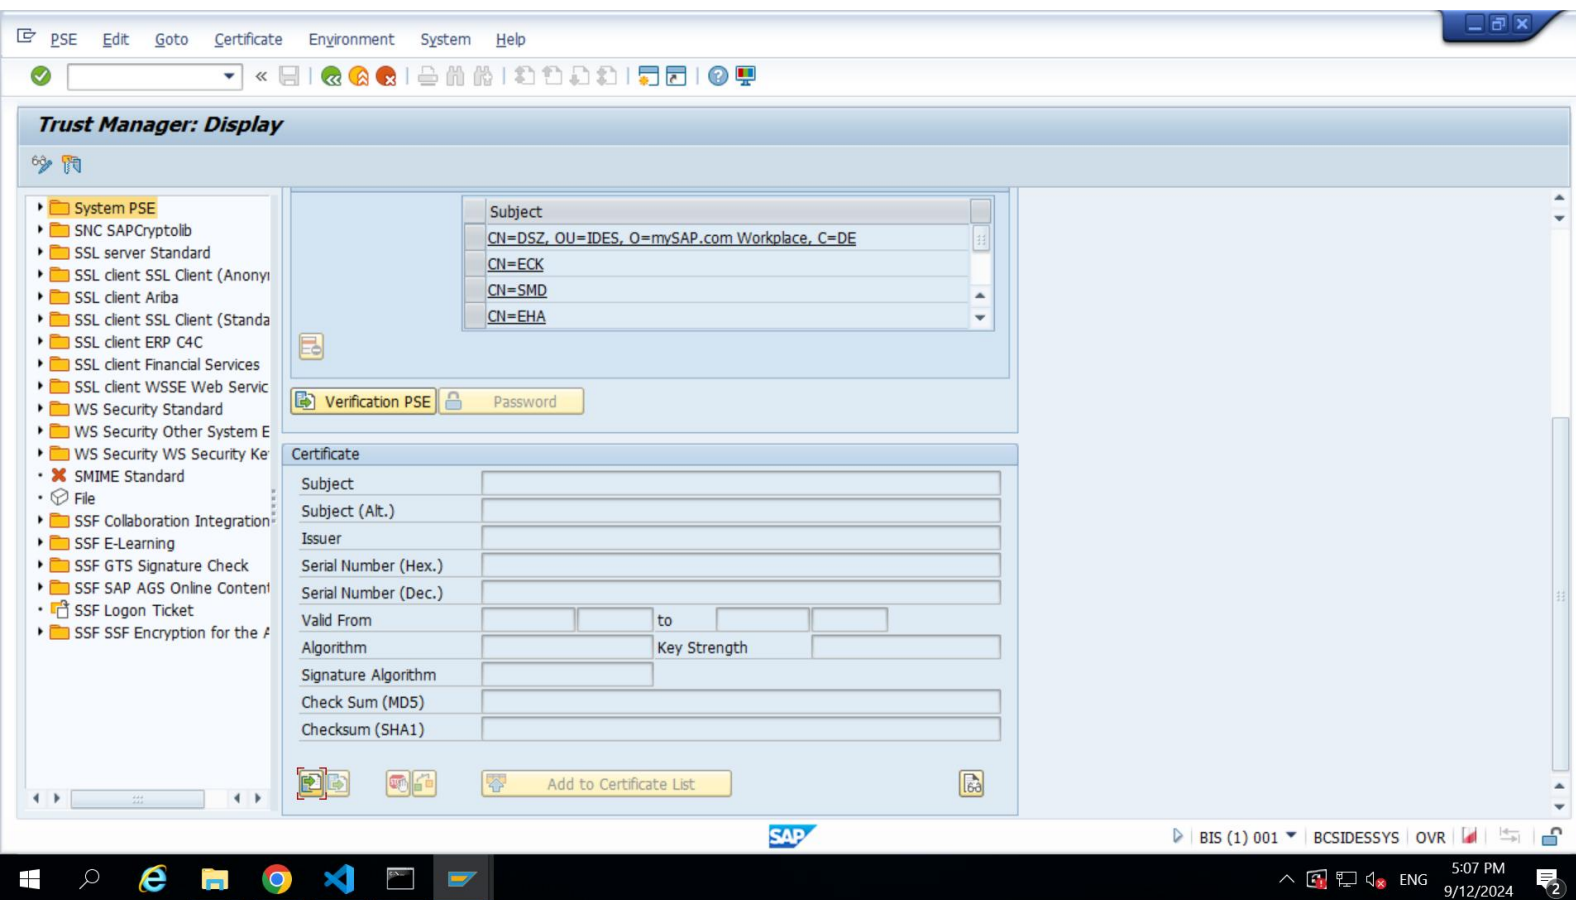 PSE Edit Goto Certificate Environment System Help
Trust Manager: Display
System PSE
SNC SAPCryptolib
SSL server Standard
SSL client SSL Client (Anony
SSL client Ariba
SSL client SSL Client (Standa
SSL client ERP C4C
SSL client Financial Services
SSL client WSSE Web Servic
WS Security Standard
WS Security Other System E
WS Security WS Security Ke
SMIME Standard
File
SSF Collaboration Integration
SSF E-Learning
SSF GTS Signature Check
SSF SAP AGS Online Content
SSF Logon Ticket
SSF SSF Encryption for the A
Subject
CN=DSZ, OU=IDES, O=mySAP.com Workplace, C=DE
CN=ECK
CN=SMD
CN=EHA
Verification PSE Password
Certificate
Subject
Subject (Alt.)
Issuer
Serial Number (Hex.)
Serial Number (Dec.)
Valid From to
Algorithm Key Strength
Signature Algorithm
Check Sum (MD5)
Checksum (SHA1)
Add to Certificate List
SAP BIS (1) 001 BCSIDESSYS OVR
ENG 5:07 PM
9/12/2024 2